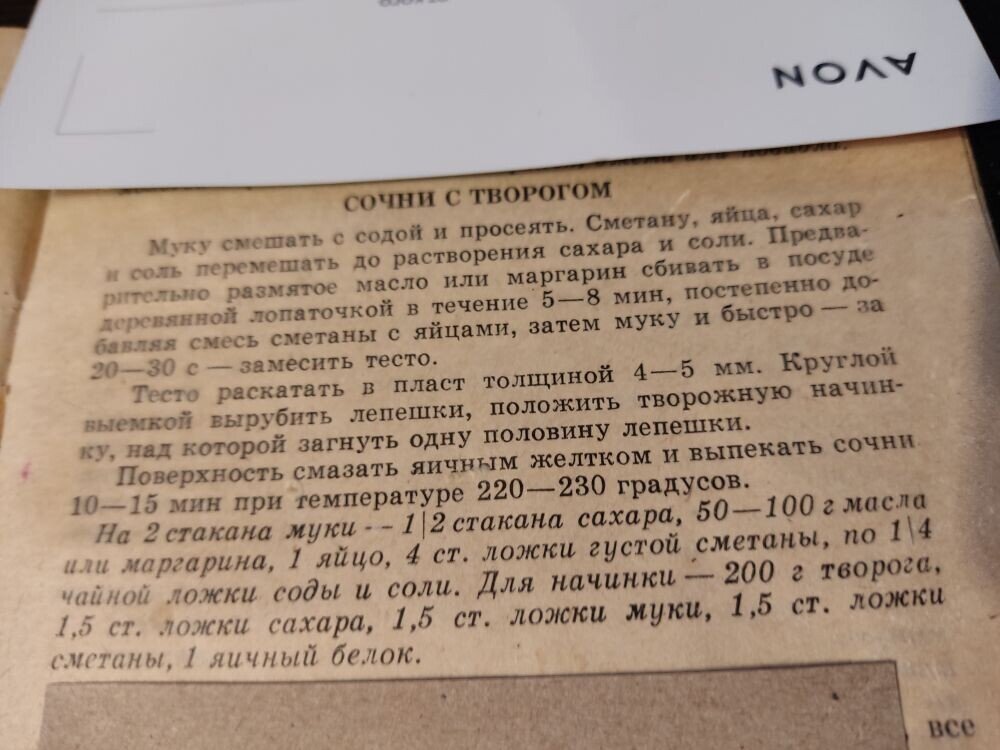 AVON
СОЧНИ С ТВОРОГОМ
Муку смешать с содой и просеять. Сметану, яйца, сахар
и соль перемешать до растворения сахара и соли. Предва-
рительно размятое масло или маргарин сбивать в посуде
деревянной лопаточкой в течение 5—8 мин, постепенно до-
бавляя смесь сметаны с яйцами, затем муку и быстро — за
20—30 с — замесить тесто.
Тесто раскатать в пласт толщиной 4—5 мм. Круглой
выемкой вырубить лепешки, положить творожную начин-
ку, над которой загнуть одну половину лепешки.
Поверхность смазать яичным желтком и выпекать сочни
10—15 мин при температуре 220—230 градусов.
На 2 стакана муки -- 1|2 стакана сахара, 50—100 г масла
или маргарина, 1 яйцо, 4 ст. ложки густой сметаны, по 1\4
чайной ложки соды и соли. Для начинки — 200 г творога,
1,5 ст. ложки сахара, 1,5 ст. ложки муки, 1,5 ст. ложки
сметаны, 1 яичный белок.
все